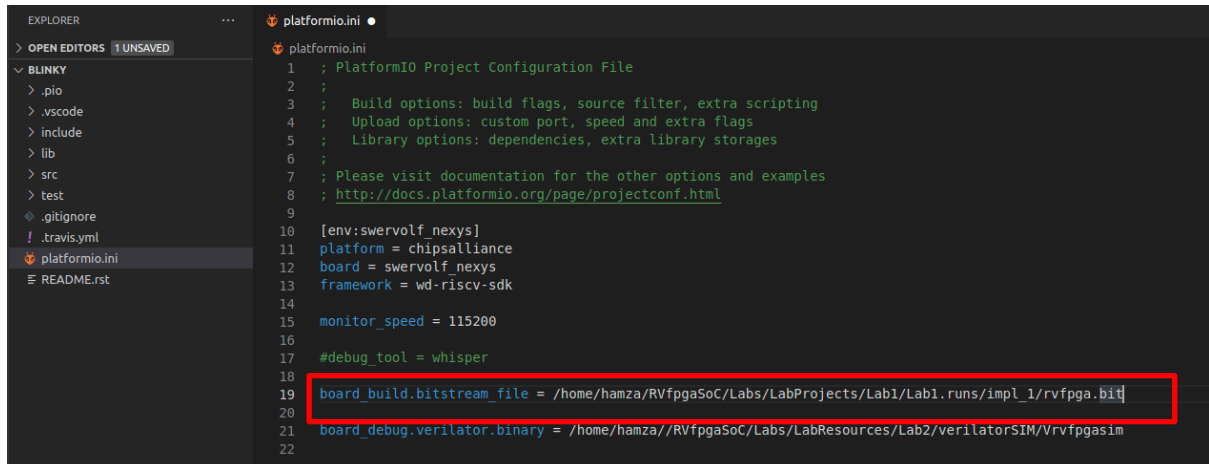 EXPLORER ...
OPEN EDITORS 1 UNSAVED
BLINKY
.pio
.vscode
include
lib
src
test
.gitignore
! .travis.yml
platformio.ini
README.rst
platformio.ini ●
platformio.ini
1 ; PlatformIO Project Configuration File
2 ;
3 ;   Build options: build flags, source filter, extra scripting
4 ;   Upload options: custom port, speed and extra flags
5 ;   Library options: dependencies, extra library storages
6 ;
7 ; Please visit documentation for the other options and examples
8 ; http://docs.platformio.org/page/projectconf.html
9
10 [env:swervolf_nexys]
11 platform = chipsalliance
12 board = swervolf_nexys
13 framework = wd-riscv-sdk
14
15 monitor_speed = 115200
16
17 #debug_tool = whisper
18
19 board_build.bitstream_file = /home/hamza/RVfpgaSoC/Labs/LabProjects/Lab1/Lab1.runs/impl_1/rvfpga.bit
20
21 board_debug.verilator.binary = /home/hamza//RVfpgaSoC/Labs/LabResources/Lab2/verilatorSIM/Vrvfpgasim
22